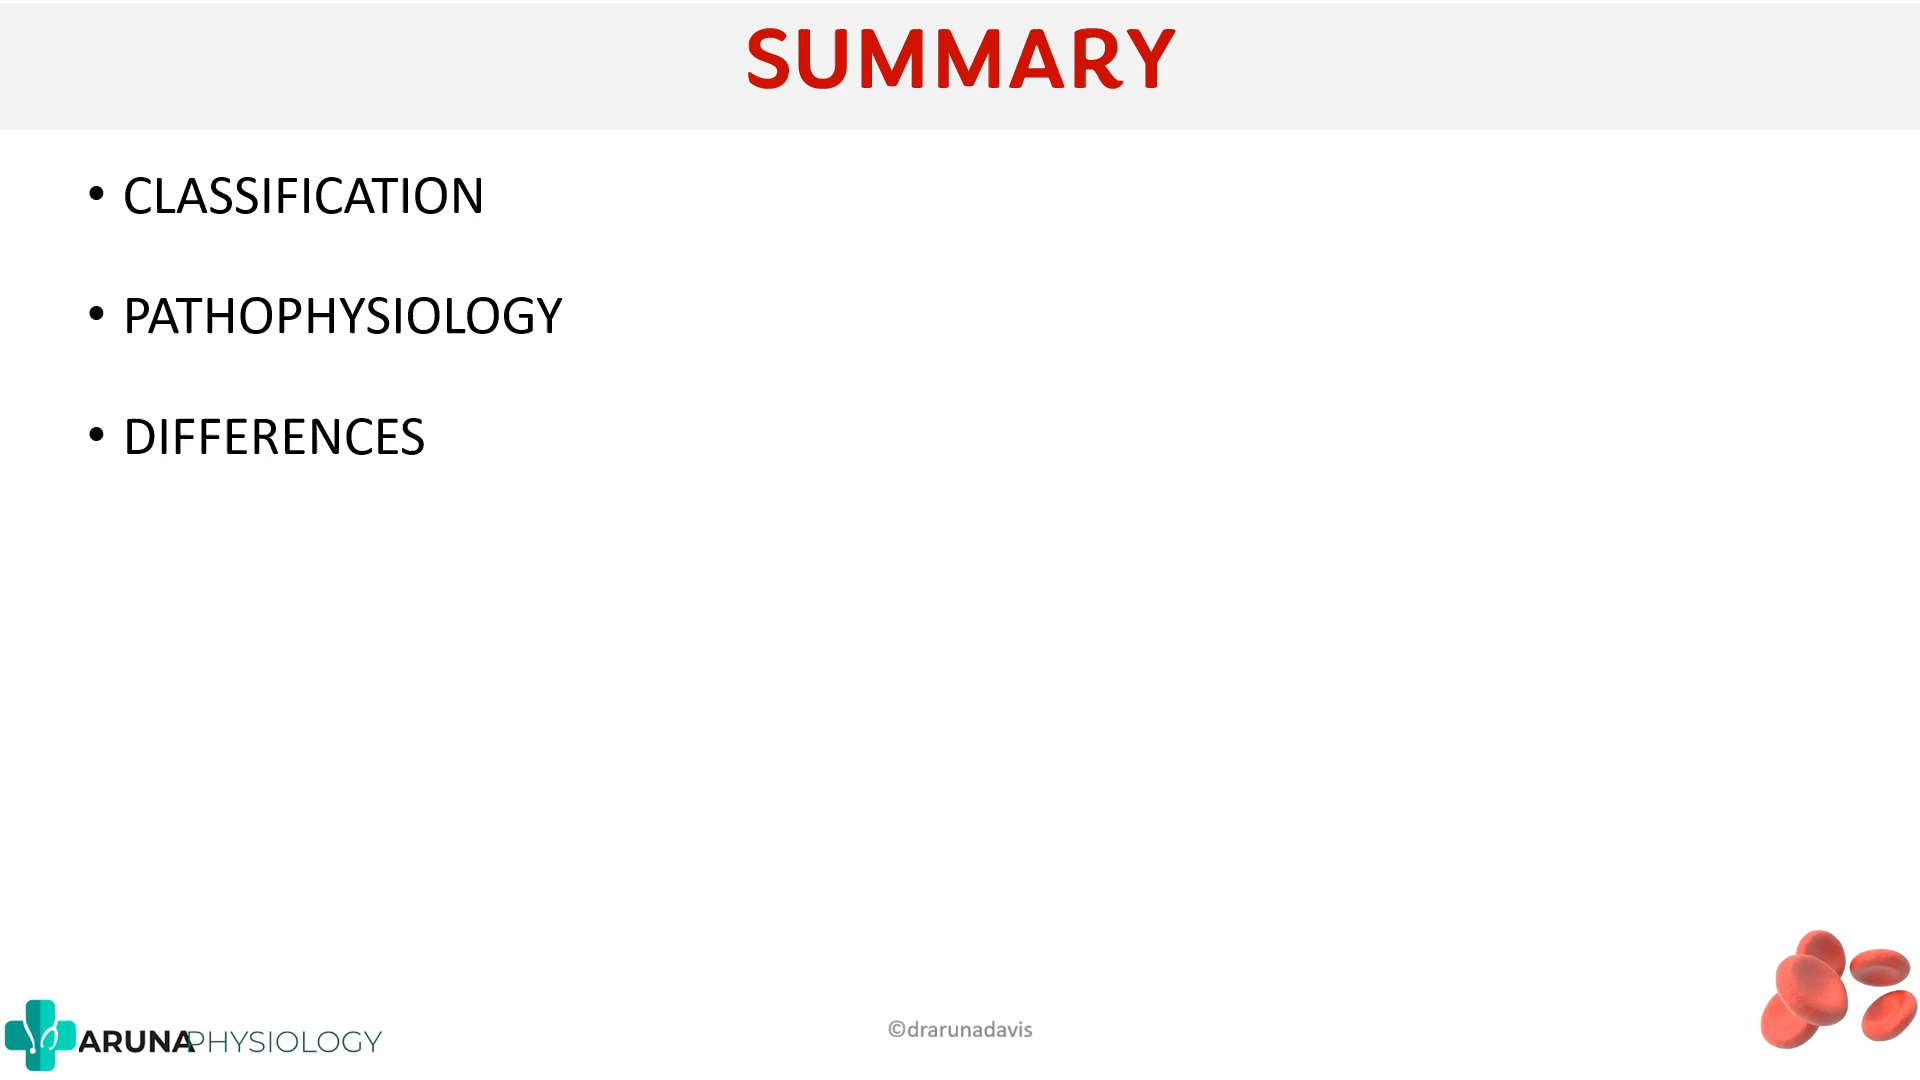 SUMMARY
• CLASSIFICATION
• PATHOPHYSIOLOGY
• DIFFERENCES
ARUNAPHYSIOLOGY
©drarunadavis